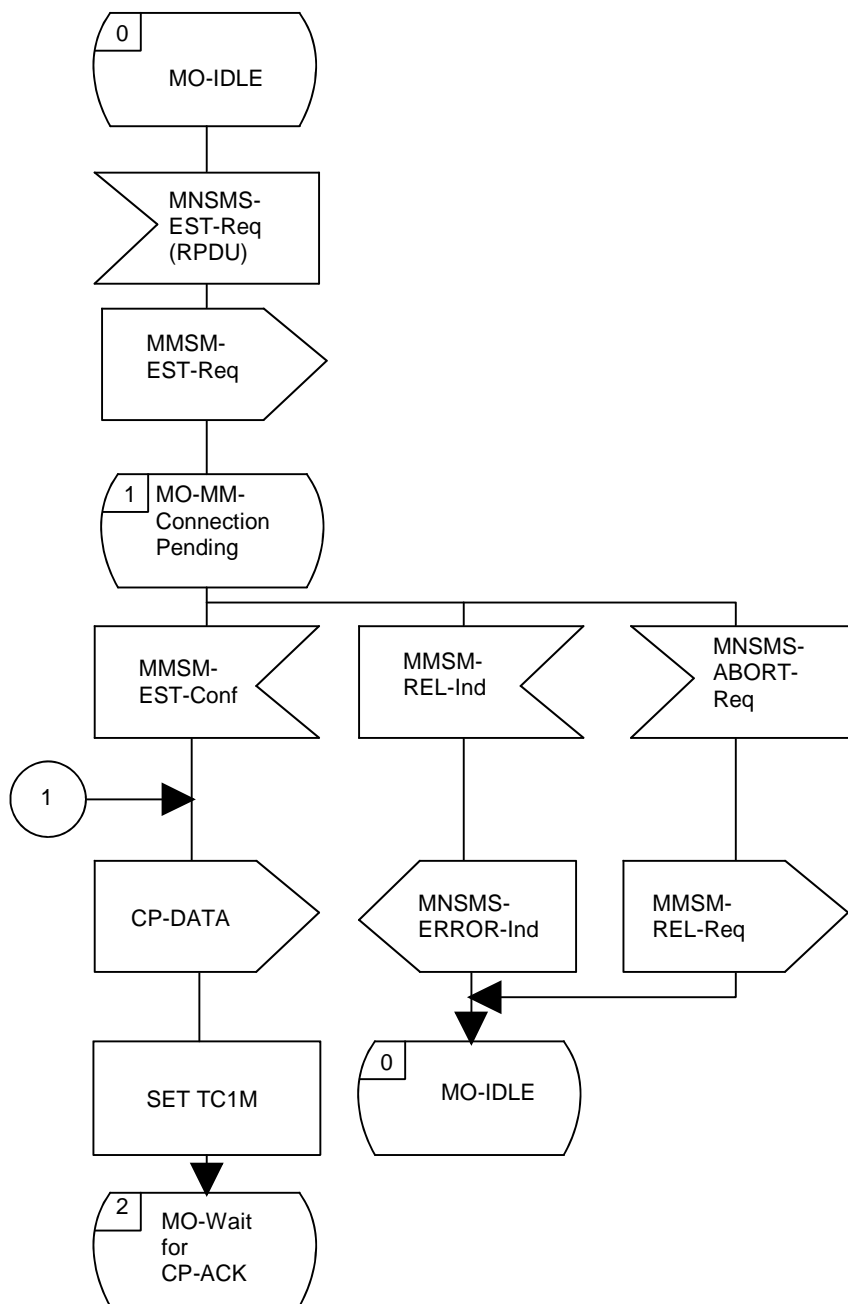 0
MO-IDLE
MNSMS-
EST-Req
(RPDU)
MMSM-
EST-Req
1
MO-MM-
Connection
Pending
MMSM-
EST-Conf
MMSM-
REL-Ind
MNSMS-
ABORT-
Req
1
CP-DATA
MNSMS-
ERROR-Ind
MMSM-
REL-Req
SET TC1M
0
MO-IDLE
2
MO-Wait
for
CP-ACK